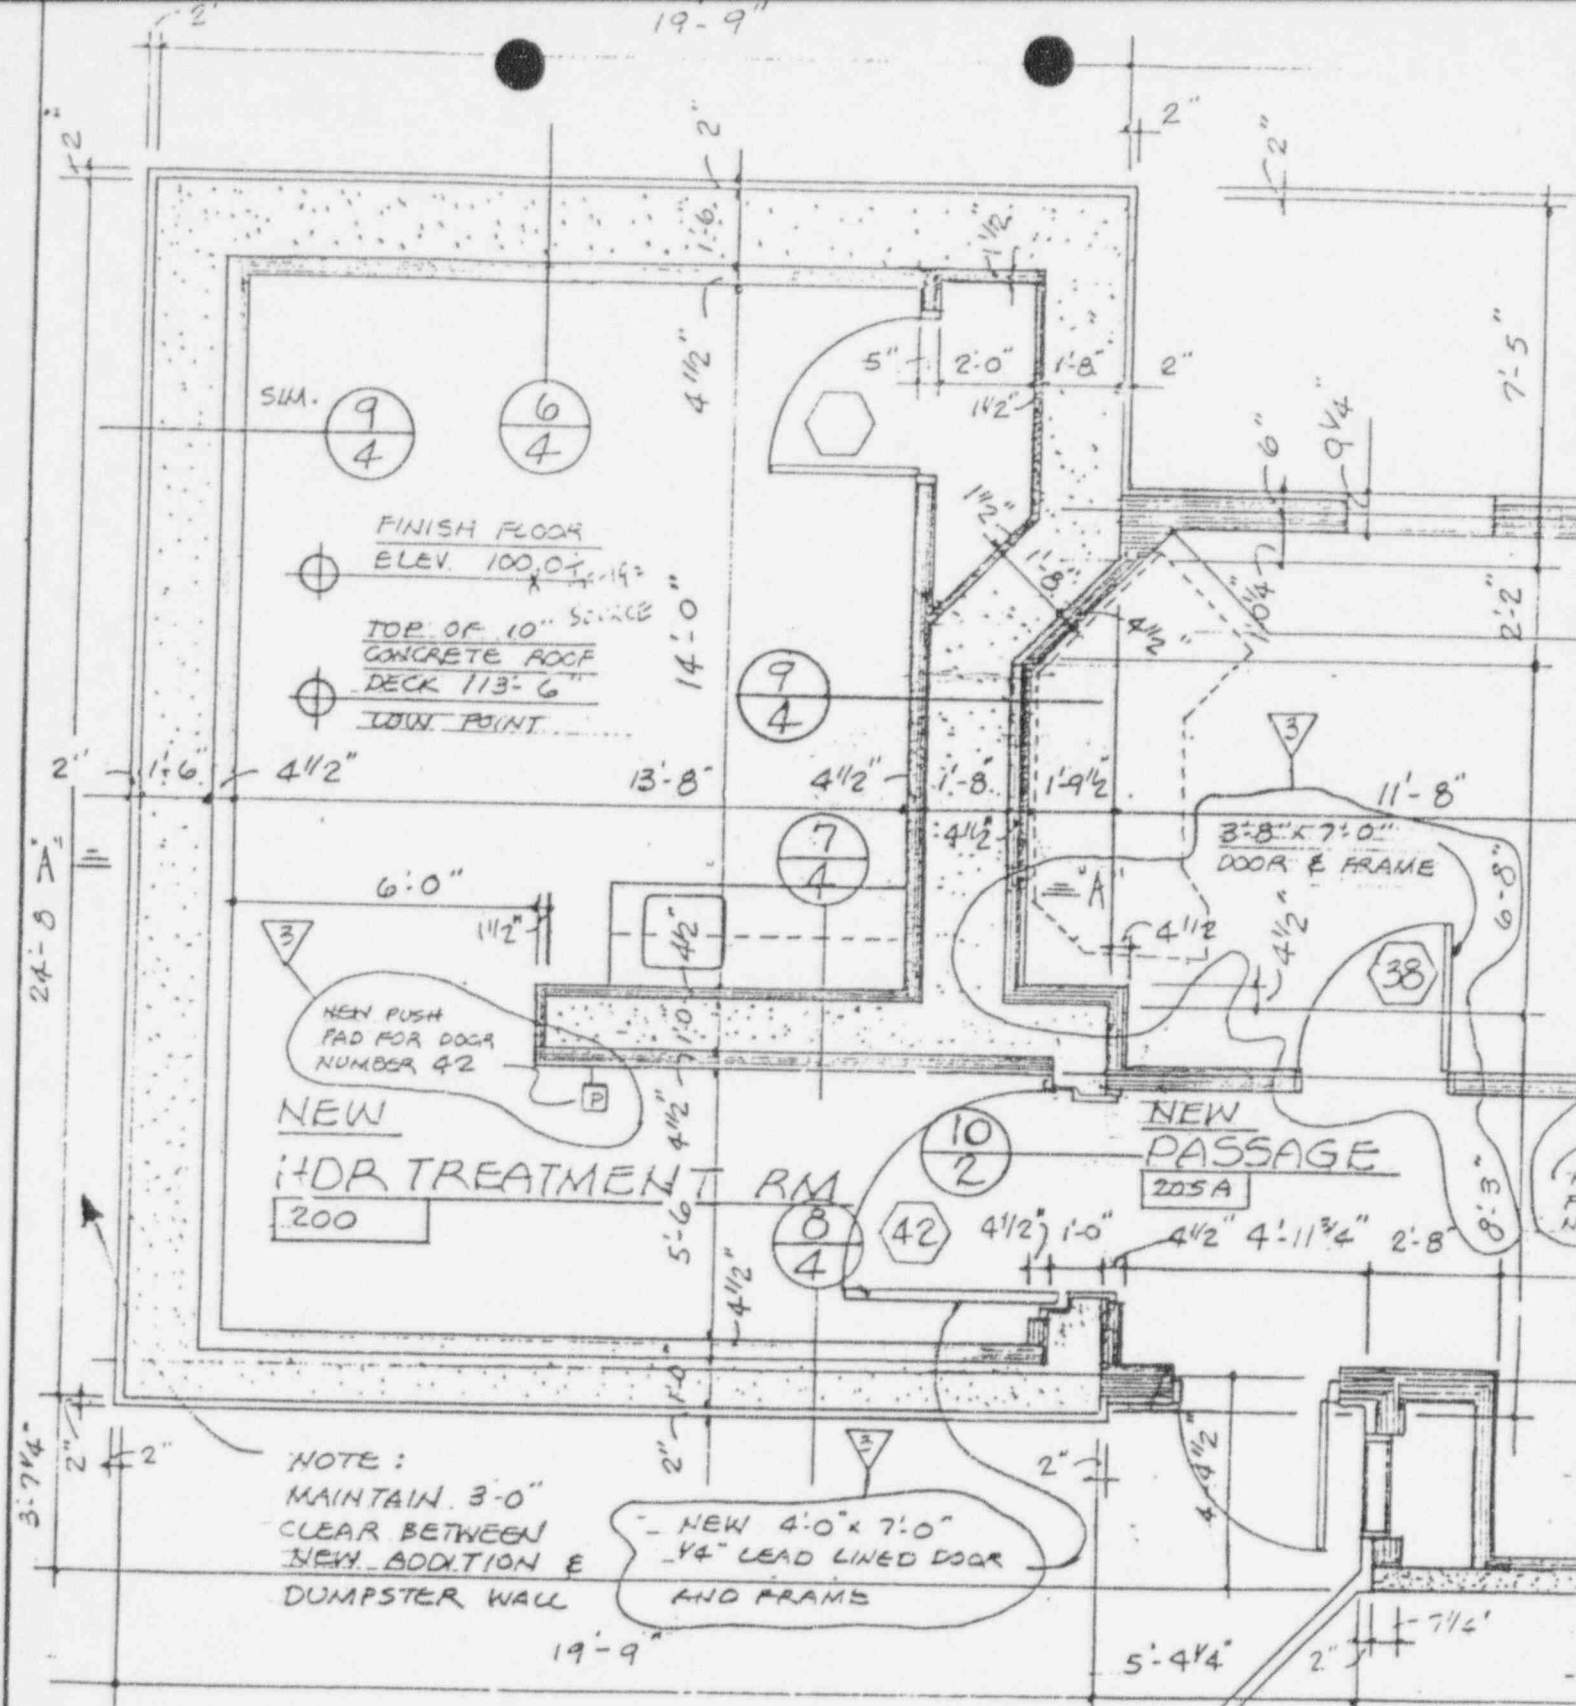 2'
19-9"
2"
2"
2"
2"
1'-6
1 1/2"
4 1/2"
5"
2'-0"
1'-8"
2"
1 1/2"
7'-5"
6"
9 1/4"
SIM.
9
4
6
4
FINISH FLOOR
ELEV. 100.0
SOURCE
TOP OF 10"
CONCRETE ROOF
DECK 113'-6"
LOW POINT
14'-0"
1 1/2"
1'-8"
4 1/2"
10 1/4"
2'-2"
9
4
3
2"
1'-6
4 1/2"
13'-8"
4 1/2"
1'-8"
1'-9 1/2"
11'-8"
4 1/2"
7
4
3'-8" x 7'-0"
DOOR & FRAME
24'-8 "A"
= "A"
6'-0"
1 1/2"
4 1/2"
4 1/2
4 1/2"
6'-8"
38
3
NEW PUSH
PAD FOR DOOR
NUMBER 42
P
1'-0"
4 1/2"
NEW
HDR TREATMENT RM
200
10
2
NEW
PASSAGE
205A
8'-3"
5'-6
8
4
42
4 1/2"
1'-0"
4 1/2"
4'-11 3/4"
2'-8"
4 1/2"
1'-0
2"
2"
2"
3'-7 1/4"
4'-4 1/2"
2"
NOTE:
MAINTAIN 3'-0"
CLEAR BETWEEN
NEW ADDITION &
DUMPSTER WALL
3
NEW 4'-0" x 7'-0"
1/4" LEAD LINED DOOR
AND FRAME
19'-9"
5'-4 1/4"
2"